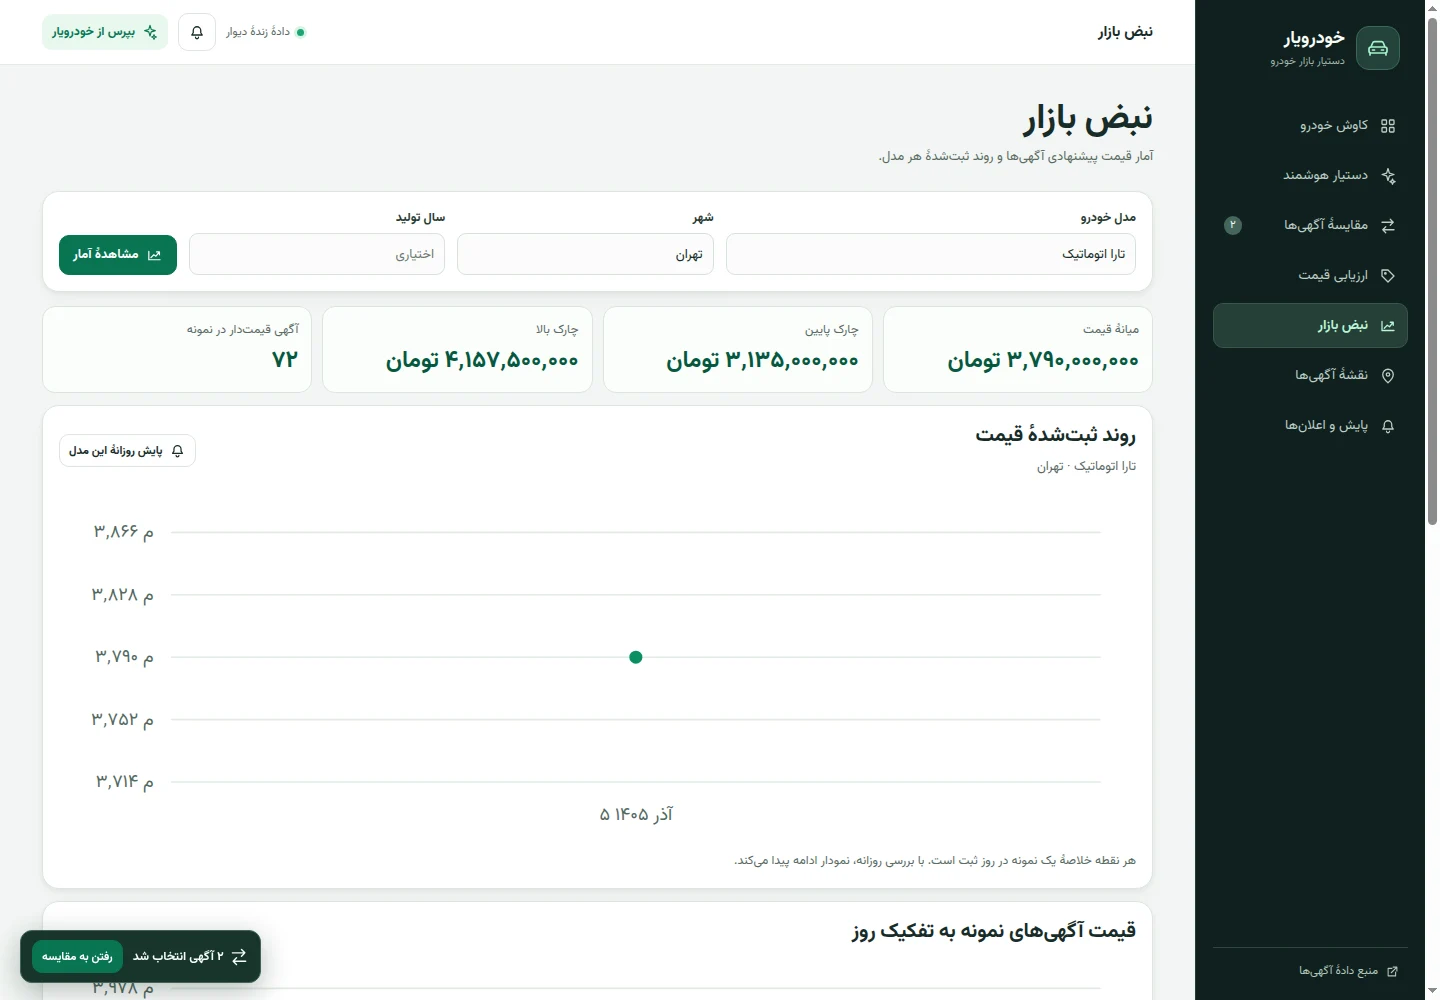 خودرویار
دستیار بازار خودرو
کاوش خودرو
دستیار هوشمند
مقایسهٔ آگهی‌ها
۲
ارزیابی قیمت
نبض بازار
نقشهٔ آگهی‌ها
پایش و اعلان‌ها
منبع دادهٔ آگهی‌ها
نبض بازار
دادهٔ زندهٔ دیوار
بپرس از خودرویار
نبض بازار
آمار قیمت پیشنهادی آگهی‌ها و روند ثبت‌شدهٔ هر مدل.
مدل خودرو
تارا اتوماتیک
شهر
تهران
سال تولید
اختیاری
مشاهدهٔ آمار
میانهٔ قیمت
۳,۷۹۰,۰۰۰,۰۰۰ تومان
چارک پایین
۳,۱۳۵,۰۰۰,۰۰۰ تومان
چارک بالا
۴,۱۵۷,۵۰۰,۰۰۰ تومان
آگهی قیمت‌دار در نمونه
۷۲
روند ثبت‌شدهٔ قیمت
تارا اتوماتیک · تهران
پایش روزانهٔ این مدل
۳,۸۶۶ م
۳,۸۲۸ م
۳,۷۹۰ م
۳,۷۵۲ م
۳,۷۱۴ م
۵ آذر ۱۴۰۵
هر نقطه خلاصهٔ یک نمونه در روز ثبت است. با بررسی روزانه، نمودار ادامه پیدا می‌کند.
قیمت آگهی‌های نمونه به تفکیک روز
۳,۹۷۸ م
۲ آگهی انتخاب شد
رفتن به مقایسه